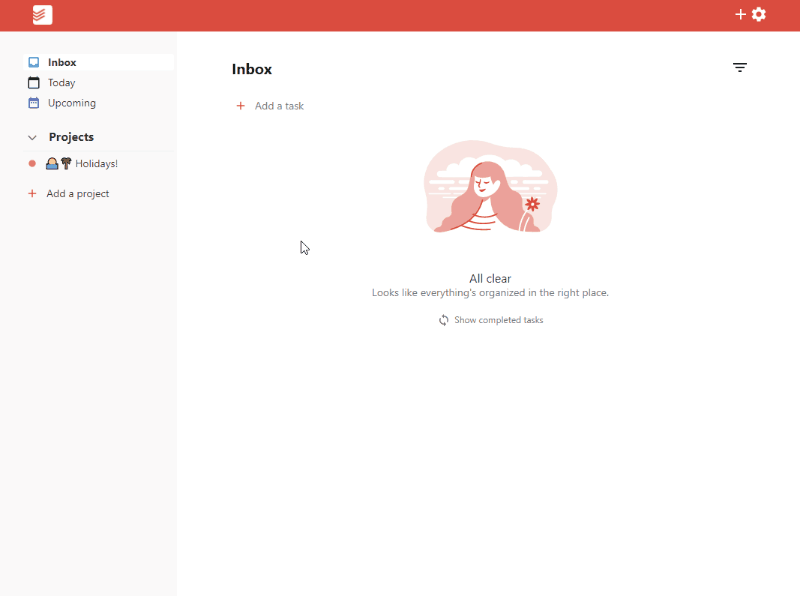 Inbox
Today
Upcoming
Projects
Holidays!
Add a project
Inbox
Add a task
All clear
Looks like everything's organized in the right place.
Show completed tasks